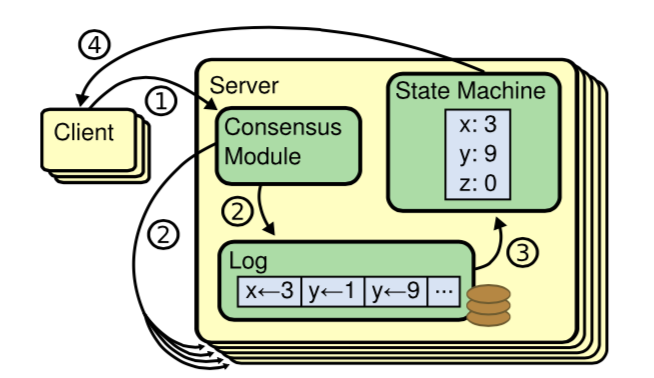 ④
①
Server
State Machine
Client
Consensus
Module
x: 3
y: 9
z: 0
②
②
③
Log
x←3 y←1 y←9 ...